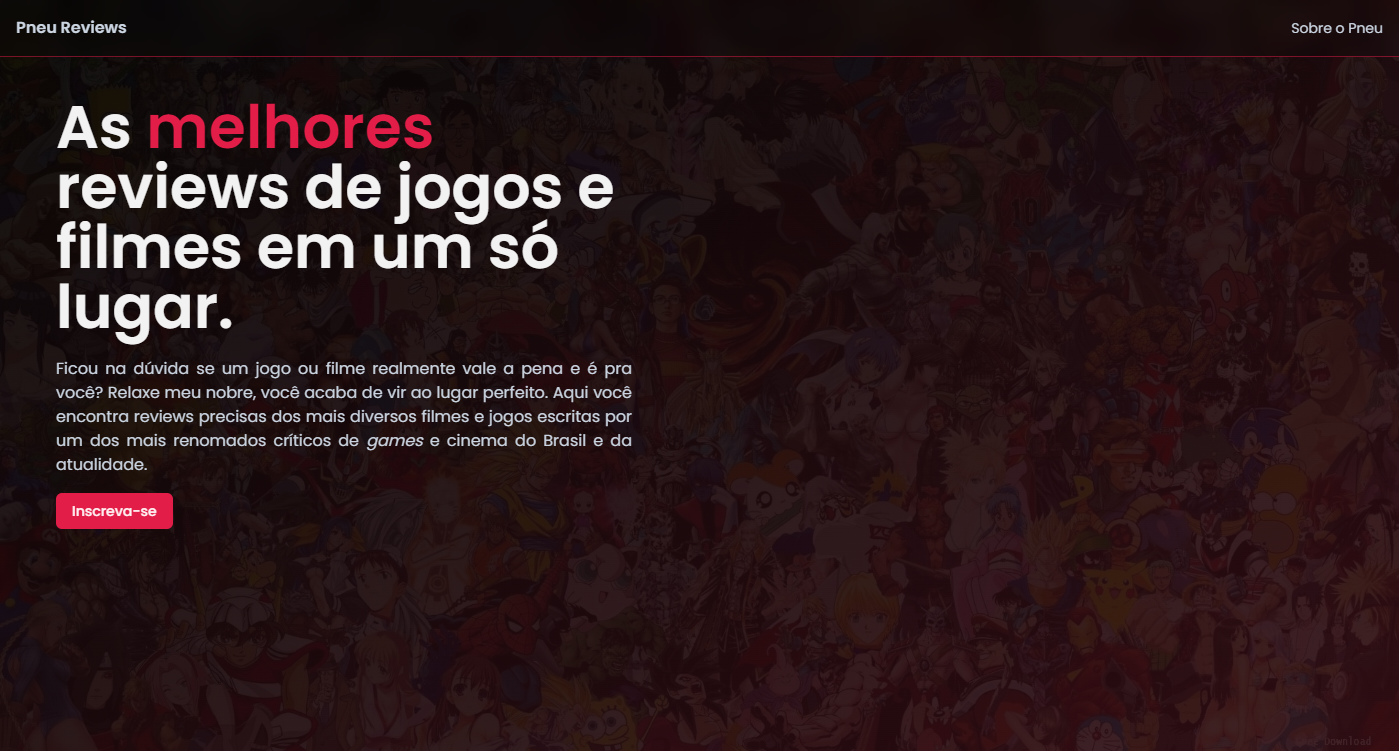 Pneu Reviews
Sobre o Pneu
As melhores
reviews de jogos e
filmes em um só
lugar.
Ficou na dúvida se um jogo ou filme realmente vale a pena e é pra
você? Relaxe meu nobre, você acaba de vir ao lugar perfeito. Aqui você
encontra reviews precisas dos mais diversos filmes e jogos escritas por
um dos mais renomados críticos de games e cinema do Brasil e da
atualidade.
Inscreva-se
Download